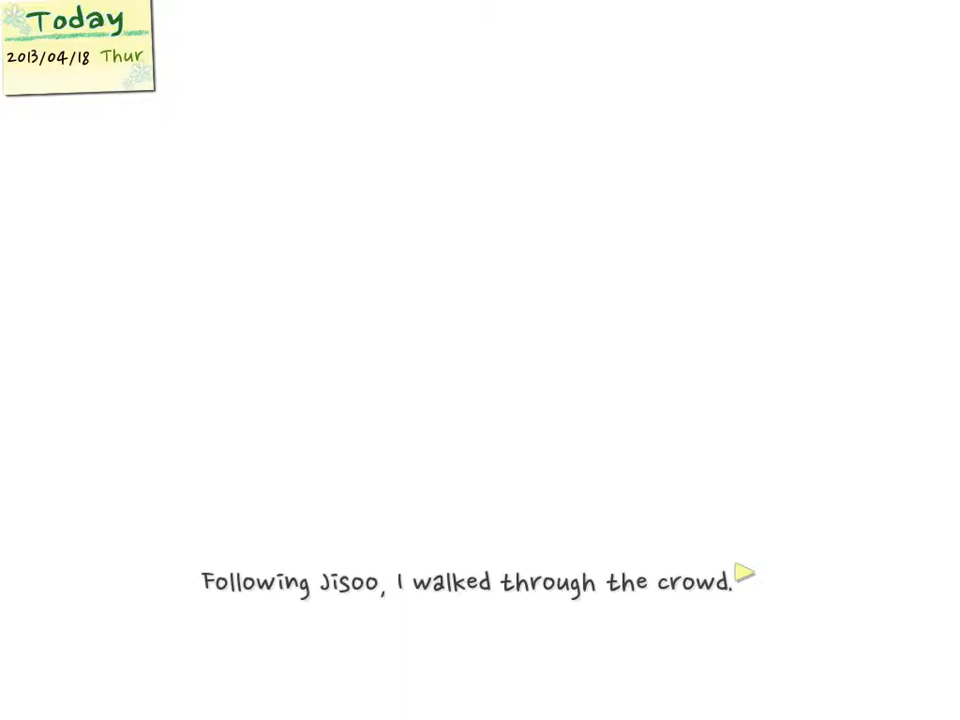 Today
2013/04/18 Thur
Following Jisoo, I walked through the crowd.